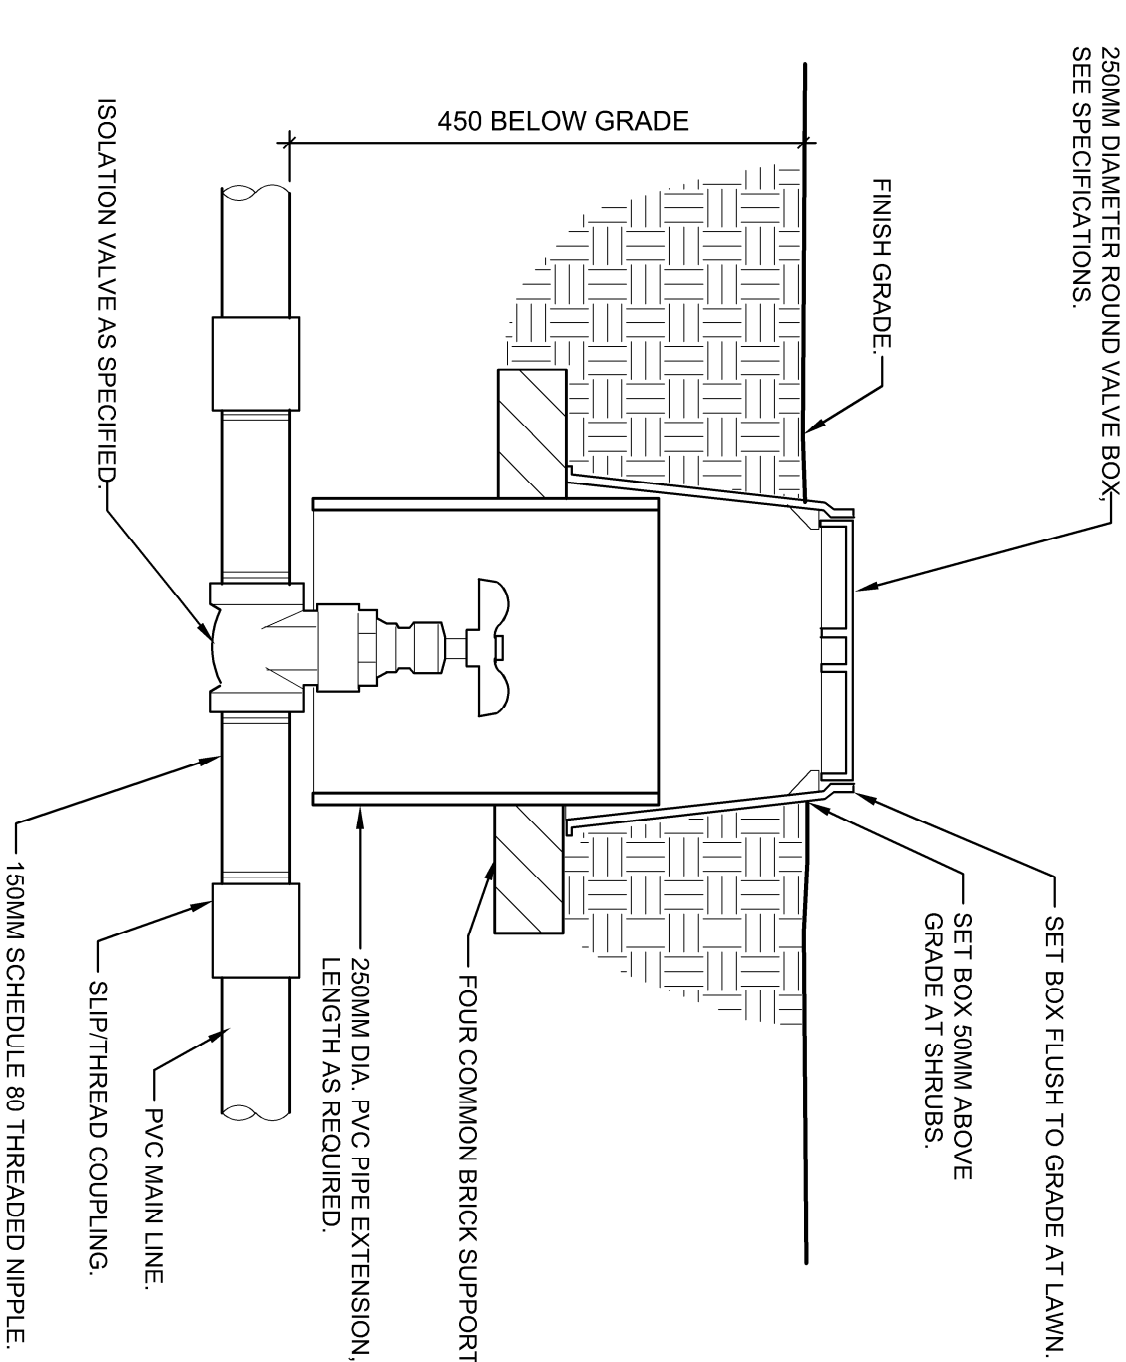 250MM DIAMETER ROUND VALVE BOX,
SEE SPECIFICATIONS.
FINISH GRADE.
450 BELOW GRADE
ISOLATION VALVE AS SPECIFIED.
SET BOX FLUSH TO GRADE AT LAWN.
SET BOX 50MM ABOVE
GRADE AT SHRUBS.
FOUR COMMON BRICK SUPPORT
250MM DIA. PVC PIPE EXTENSION,
LENGTH AS REQUIRED.
PVC MAIN LINE.
SLIP/THREAD COUPLING.
150MM SCHEDULE 80 THREADED NIPPLE.